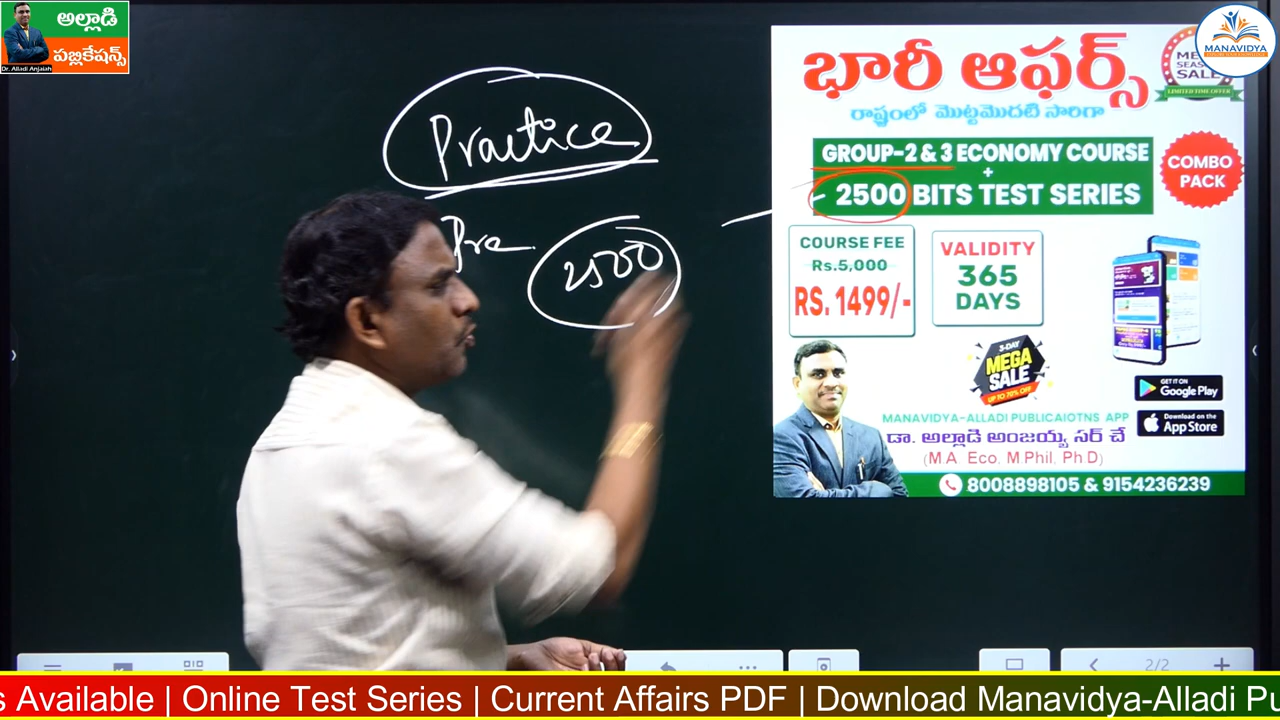 అల్లాడి
పబ్లికేషన్స్
Dr. Alladi Anjaiah
Practice
Pre
2500
భారీ ఆఫర్స్
రాష్ట్రంలో మొట్టమొదటి సారిగా
LIMITED TIME OFFER
MANAVIDYA
GROUP-2 & 3 ECONOMY COURSE
+
2500 BITS TEST SERIES
COMBO
PACK
COURSE FEE
Rs.5,000
RS. 1499/-
VALIDITY
365
DAYS
3-DAY
MEGA
SALE
UP TO 70% OFF
GET IT ON
Google Play
Download on the
App Store
MANAVIDYA-ALLADI PUBLICAIOTNS APP
డా. అల్లాడి అంజయ్య సర్ చే
(M.A Eco, M.Phil, Ph D)
8008898105 & 9154236239
2/2
s Available | Online Test Series | Current Affairs PDF | Download Manavidya-Alladi Pu